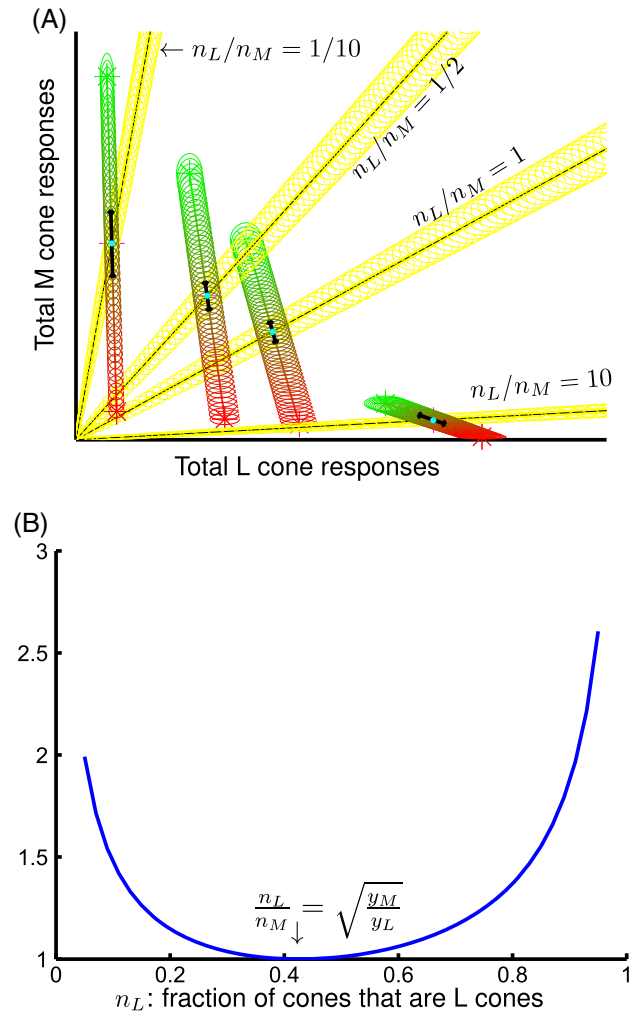 (A)
← n_L/n_M = 1/10
n_L/n_M = 1/2
n_L/n_M = 1
n_L/n_M = 10
Total M cone responses
Total L cone responses
(B)
3
2.5
2
1.5
1
n_L/n_M = √(y_M/y_L)
↓
0 0.2 0.4 0.6 0.8 1
n_L: fraction of cones that are L cones